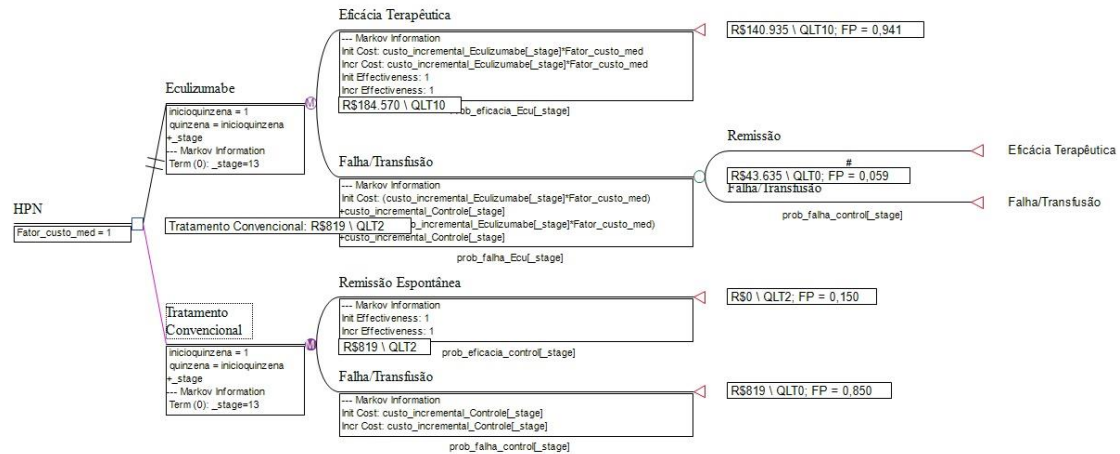 Eficácia Terapêutica
--- Markov Information
Init Cost: custo_incremental_Eculizumabe[_stage]*Fator_custo_med
Incr Cost: custo_incremental_Eculizumabe[_stage]*Fator_custo_med
Init Effectiveness: 1
Incr Effectiveness: 1
R$184.570 \ QLT10
prob_eficacia_Ecu[_stage]
R$140.935 \ QLT10; FP = 0,941
Eculizumabe
inicioquinzena = 1
quinzena = inicioquinzena
+_stage
--- Markov Information
Term (0): _stage=13
M
Falha/Transfusão
--- Markov Information
Init Cost: (custo_incremental_Eculizumabe[_stage]*Fator_custo_med)
+custo_incremental_Controle[_stage]
_incremental_Eculizumabe[_stage]*Fator_custo_med)
+custo_incremental_Controle[_stage]
prob_falha_Ecu[_stage]
Remissão
#
R$43.635 \ QLT0; FP = 0,059
Falha/Transfusão
prob_falha_control[_stage]
Eficácia Terapêutica
Falha/Transfusão
HPN
Fator_custo_med = 1
Tratamento Convencional: R$819 \ QLT2
Tratamento
Convencional
inicioquinzena = 1
quinzena = inicioquinzena
+_stage
--- Markov Information
Term (0): _stage=13
M
Remissão Espontânea
--- Markov Information
Init Effectiveness: 1
Incr Effectiveness: 1
R$819 \ QLT2
prob_eficacia_control[_stage]
R$0 \ QLT2; FP = 0,150
Falha/Transfusão
--- Markov Information
Init Cost: custo_incremental_Controle[_stage]
Incr Cost: custo_incremental_Controle[_stage]
prob_falha_control[_stage]
R$819 \ QLT0; FP = 0,850